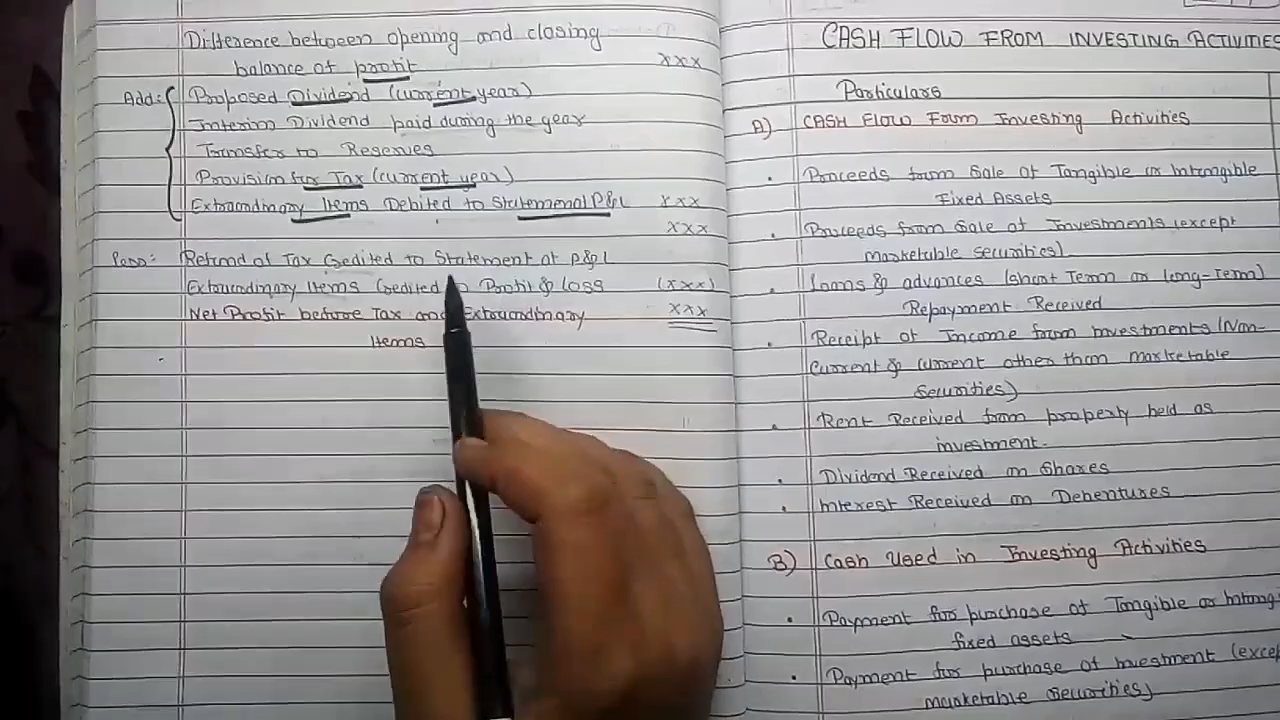 Difference between opening and closing
balance of profit xxx
Add: Proposed Dividend (current year)
Interim Dividend paid during the year
Transfer to Reserves
Provision for Tax (current year)
Extraordinary Items Debited to Statement P&L xxx
xxx
Less: Refund of Tax Credited to Statement of P&L
Extraordinary Items Credited Profit & Loss (xxx)
Net Profit before Tax and Extraordinary xxx
Items
CASH FLOW FROM INVESTING ACTIVITIES
Particulars
A) CASH FLOW From Investing Activities
• Proceeds from Sale of Tangible or Intangible
Fixed Assets
• Proceeds from Sale of Investments (except
marketable securities)
• Loans & advances (short Term or long-term)
Repayment Received
• Receipt of Income from investments (Non-
Current & current other than marketable
Securities)
• Rent Received from property held as
investment.
• Dividend Received on Shares
• Interest Received on Debentures
B) Cash Used in Investing Activities
• Payment for purchase of Tangible or Intangi
fixed assets
• Payment for purchase of Investment (excep
marketable securities)